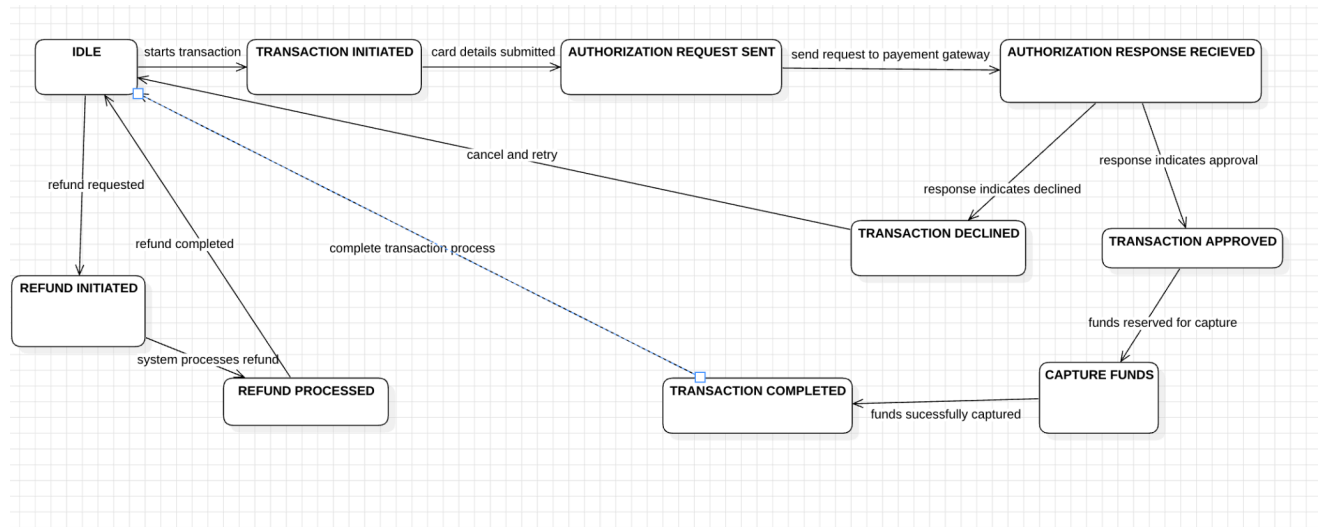 IDLE
starts transaction
TRANSACTION INITIATED
card details submitted
AUTHORIZATION REQUEST SENT
send request to payement gateway
AUTHORIZATION RESPONSE RECIEVED
cancel and retry
response indicates approval
refund requested
response indicates declined
refund completed
complete transaction process
TRANSACTION DECLINED
TRANSACTION APPROVED
REFUND INITIATED
funds reserved for capture
system processes refund
CAPTURE FUNDS
REFUND PROCESSED
TRANSACTION COMPLETED
funds sucessfully captured